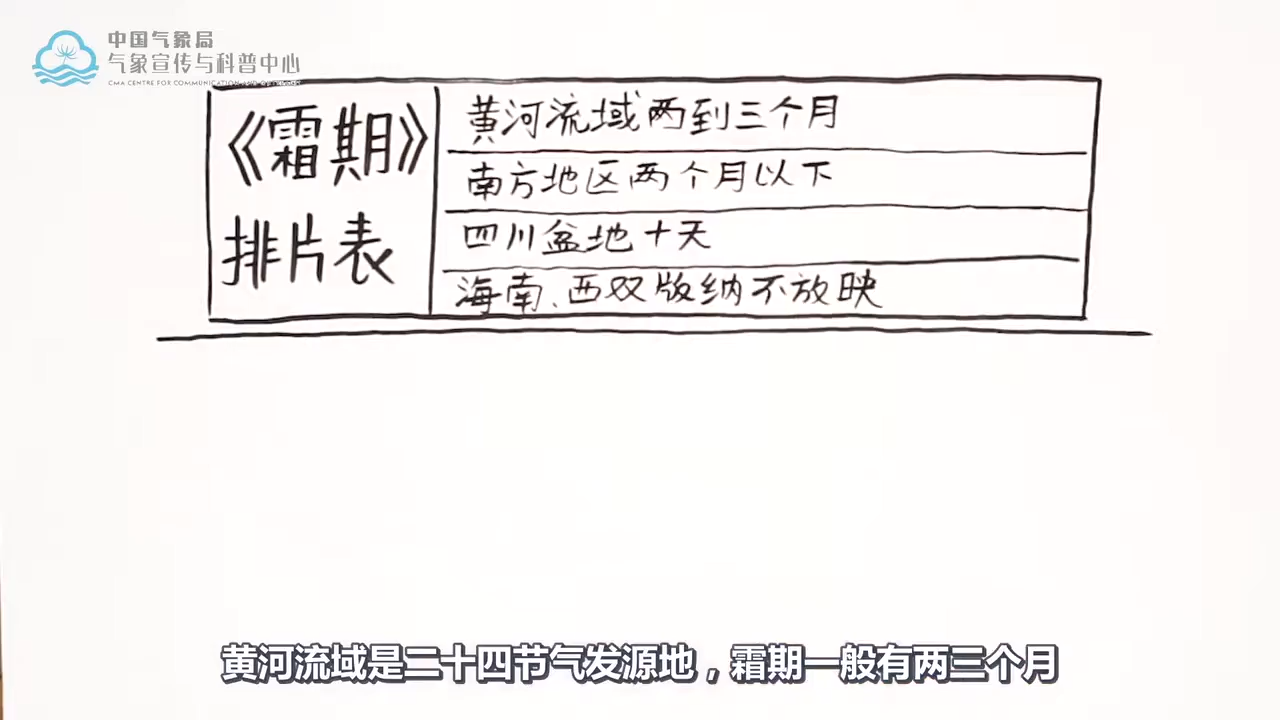 中国气象局
气象宣传与科普中心
《霜期》
排片表
黄河流域两到三个月
南方地区两个月以下
四川盆地十天
海南、西双版纳不放映
黄河流域是二十四节气发源地，霜期一般有两三个月